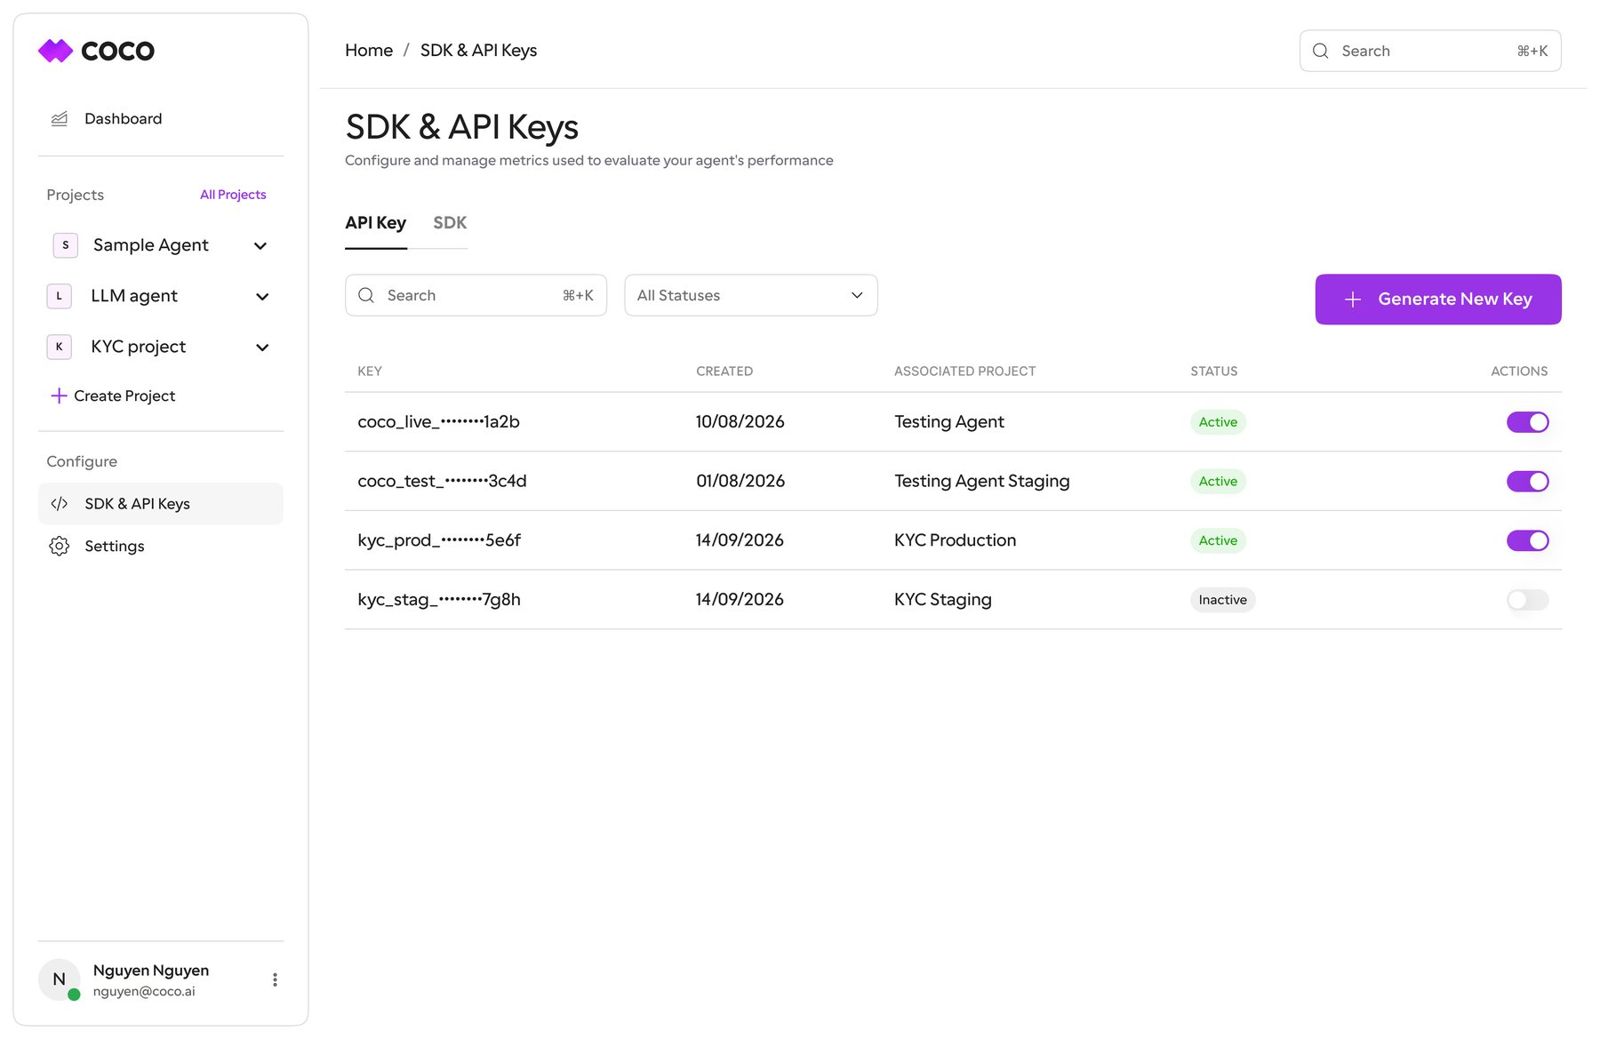 coco
Dashboard
Projects
All Projects
S
Sample Agent
L
LLM agent
K
KYC project
Create Project
Configure
SDK & API Keys
Settings
N
Nguyen Nguyen
nguyen@coco.ai
Home / SDK & API Keys
Search ⌘+K
SDK & API Keys
Configure and manage metrics used to evaluate your agent's performance
API Key SDK
Search ⌘+K
All Statuses
Generate New Key
KEY CREATED ASSOCIATED PROJECT STATUS ACTIONS
coco_live_••••••••1a2b 10/08/2026 Testing Agent Active
coco_test_••••••••3c4d 01/08/2026 Testing Agent Staging Active
kyc_prod_••••••••5e6f 14/09/2026 KYC Production Active
kyc_stag_••••••••7g8h 14/09/2026 KYC Staging Inactive